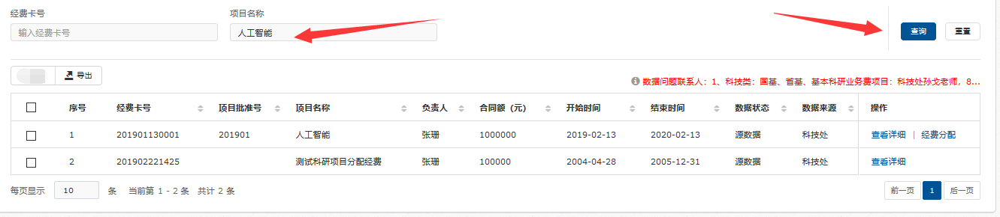 经费卡号 项目名称
输入经费卡号 人工智能 查询 重置
导出
数据问题联系人：1、科技类：国基、省基、基本科研业务费项目：科技处孙戈老师，8...
序号 经费卡号 项目批准号 项目名称 负责人 合同额（元） 开始时间 结束时间 数据状态 数据来源 操作
1 201901130001 201901 人工智能 张珊 1000000 2019-02-13 2020-02-13 源数据 科技处 查看详细 | 经费分配
2 201902221425 测试科研项目分配经费 张珊 100000 2004-04-28 2005-12-31 源数据 科技处 查看详细
每页显示 10 条 当前第 1 - 2 条 共计 2 条 前一页 1 后一页